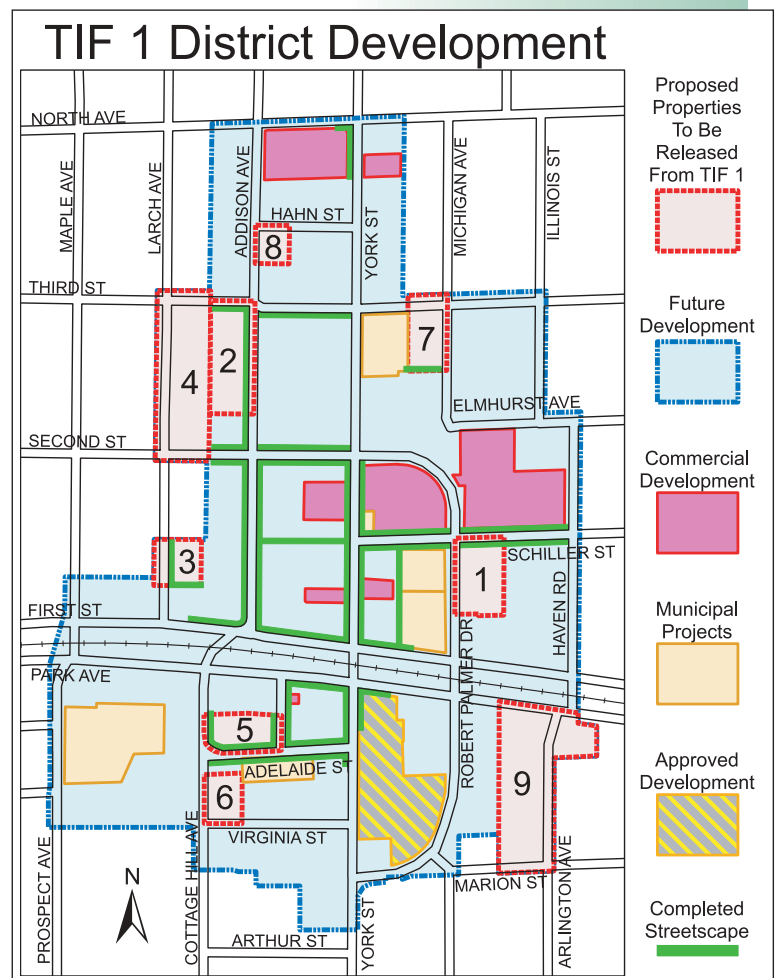 TIF 1 District Development
NORTH AVE
MAPLE AVE
LARCH AVE
ADDISON AVE
HAHN ST
YORK ST
MICHIGAN AVE
ILLINOIS ST
8
THIRD ST
4
2
7
ELMHURST AVE
SECOND ST
3
SCHILLER ST
1
HAVEN RD
FIRST ST
PARK AVE
ROBERT PALMER DR
5
ADELAIDE ST
6
9
VIRGINIA ST
MARION ST
PROSPECT AVE
N
COTTAGE HILL AVE
ARTHUR ST
YORK ST
ARLINGTON AVE
Proposed
Properties
To Be
Released
From TIF 1
Future
Development
Commercial
Development
Municipal
Projects
Approved
Development
Completed
Streetscape